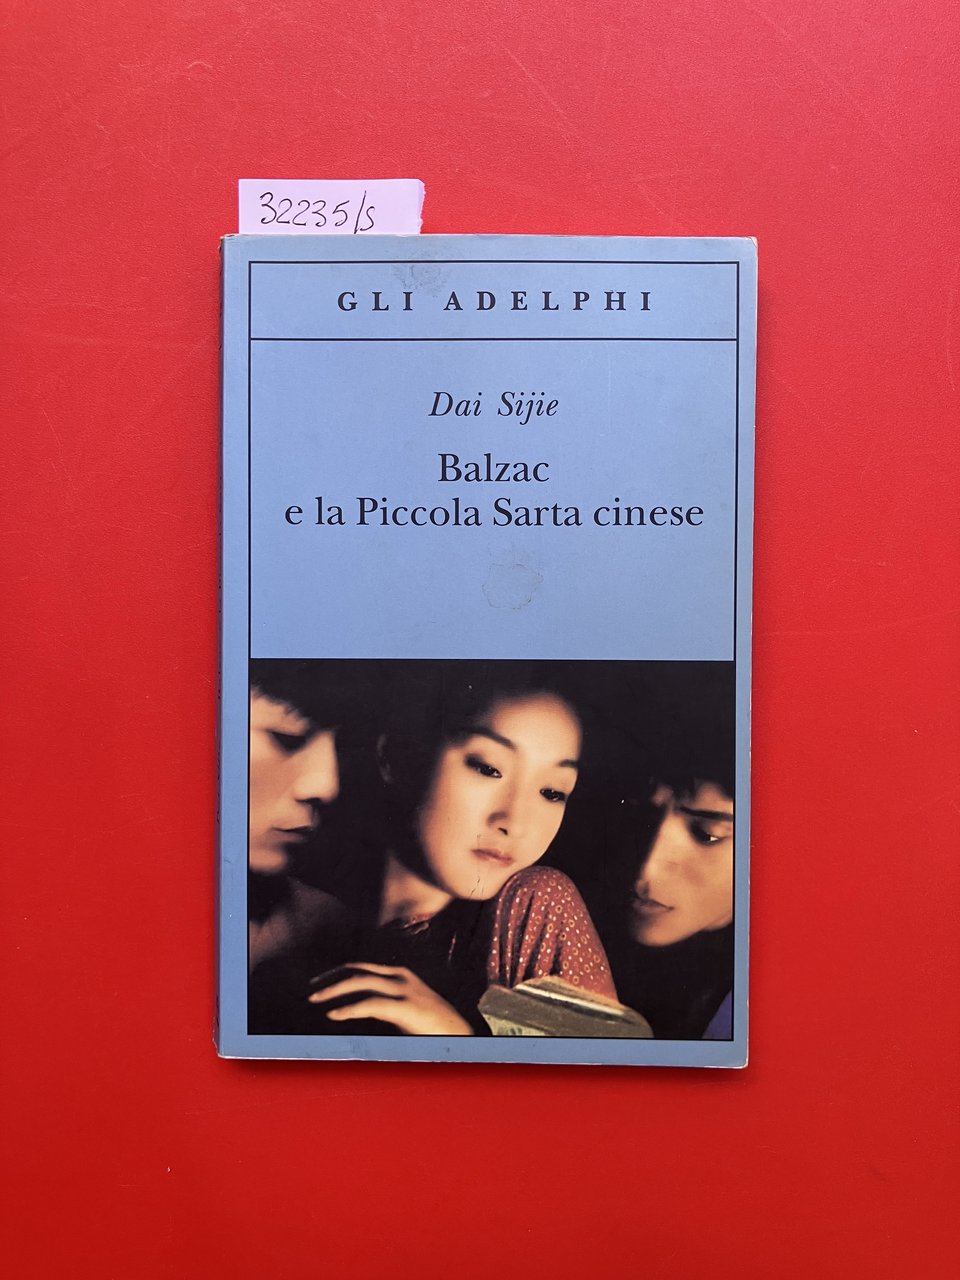 32235/s
GLI ADELPHI
Dai Sijie
Balzac
e la Piccola Sarta cinese